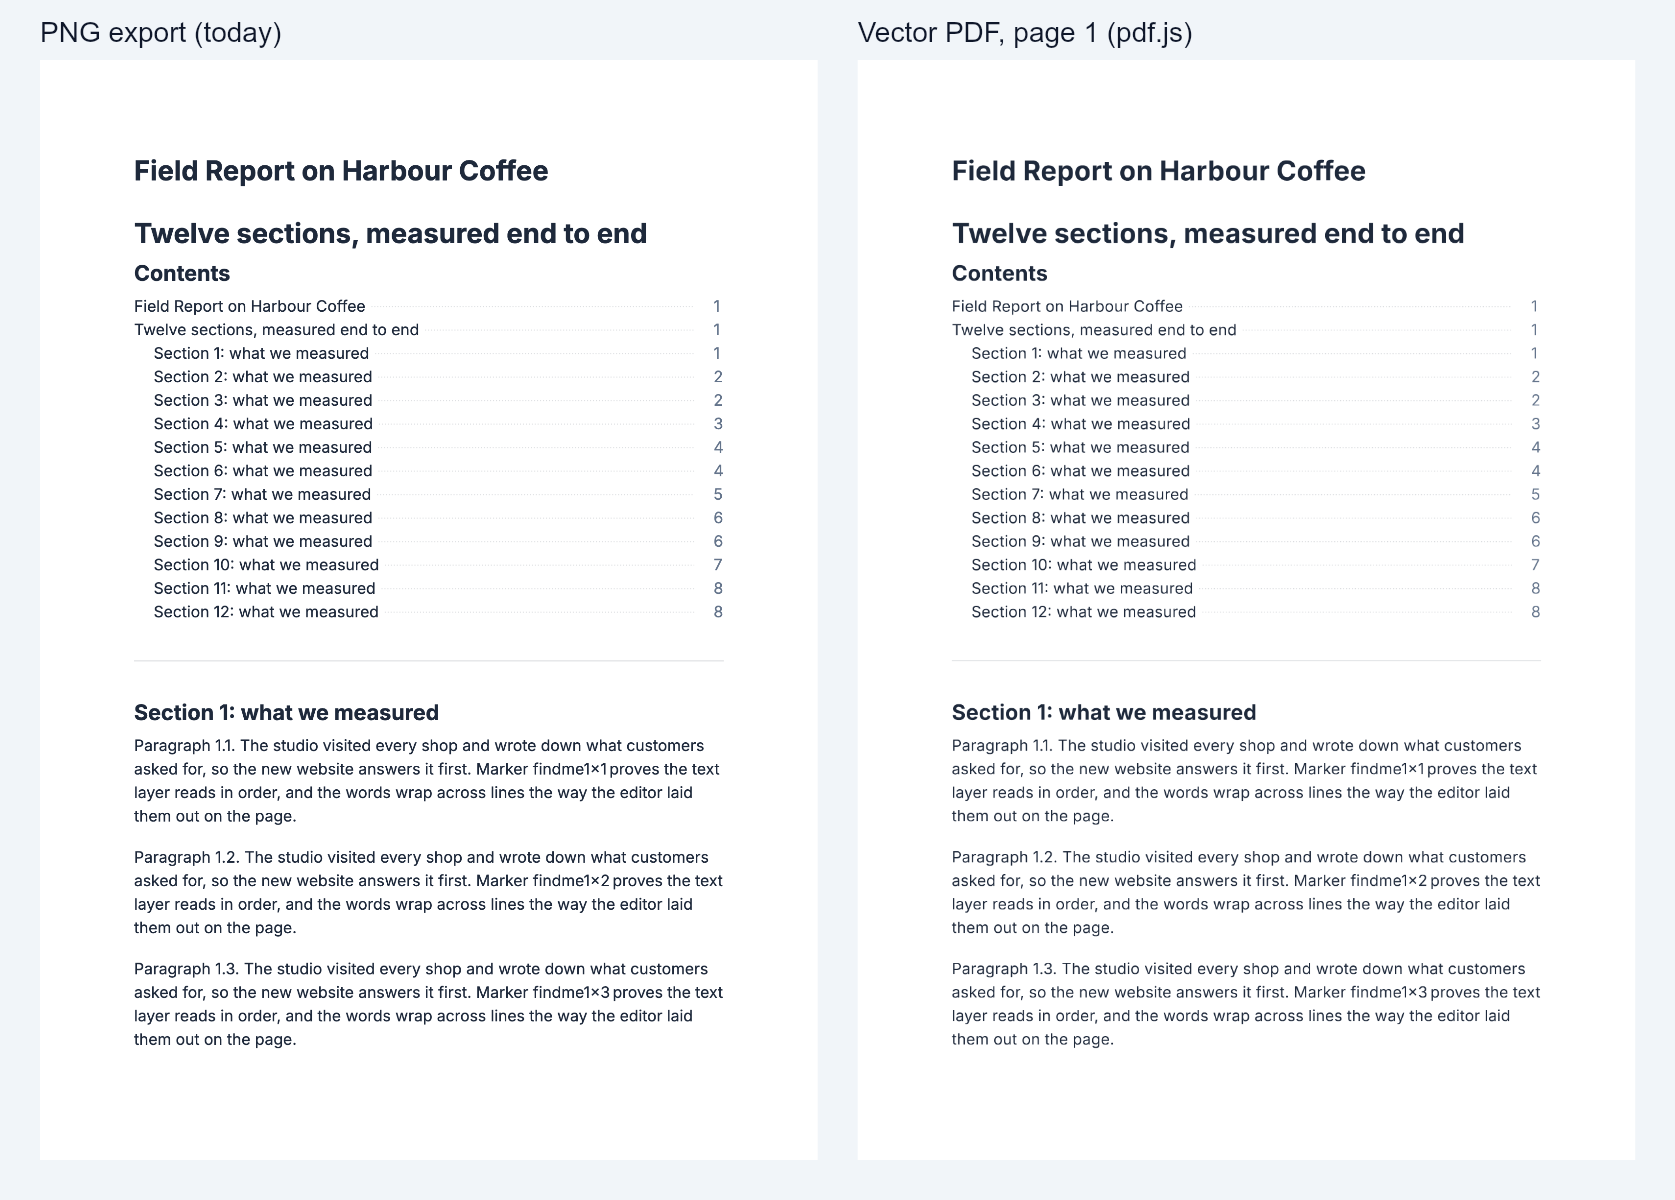 PNG export (today)
Field Report on Harbour Coffee
Twelve sections, measured end to end
Contents
Field Report on Harbour Coffee 1
Twelve sections, measured end to end 1
Section 1: what we measured 1
Section 2: what we measured 2
Section 3: what we measured 2
Section 4: what we measured 3
Section 5: what we measured 4
Section 6: what we measured 4
Section 7: what we measured 5
Section 8: what we measured 6
Section 9: what we measured 6
Section 10: what we measured 7
Section 11: what we measured 8
Section 12: what we measured 8
Section 1: what we measured
Paragraph 1.1. The studio visited every shop and wrote down what customers
asked for, so the new website answers it first. Marker findme1×1 proves the text
layer reads in order, and the words wrap across lines the way the editor laid
them out on the page.
Paragraph 1.2. The studio visited every shop and wrote down what customers
asked for, so the new website answers it first. Marker findme1×2 proves the text
layer reads in order, and the words wrap across lines the way the editor laid
them out on the page.
Paragraph 1.3. The studio visited every shop and wrote down what customers
asked for, so the new website answers it first. Marker findme1×3 proves the text
layer reads in order, and the words wrap across lines the way the editor laid
them out on the page.
Vector PDF, page 1 (pdf.js)
Field Report on Harbour Coffee
Twelve sections, measured end to end
Contents
Field Report on Harbour Coffee 1
Twelve sections, measured end to end 1
Section 1: what we measured 1
Section 2: what we measured 2
Section 3: what we measured 2
Section 4: what we measured 3
Section 5: what we measured 4
Section 6: what we measured 4
Section 7: what we measured 5
Section 8: what we measured 6
Section 9: what we measured 6
Section 10: what we measured 7
Section 11: what we measured 8
Section 12: what we measured 8
Section 1: what we measured
Paragraph 1.1. The studio visited every shop and wrote down what customers
asked for, so the new website answers it first. Marker findme1×1 proves the text
layer reads in order, and the words wrap across lines the way the editor laid
them out on the page.
Paragraph 1.2. The studio visited every shop and wrote down what customers
asked for, so the new website answers it first. Marker findme1×2 proves the text
layer reads in order, and the words wrap across lines the way the editor laid
them out on the page.
Paragraph 1.3. The studio visited every shop and wrote down what customers
asked for, so the new website answers it first. Marker findme1×3 proves the text
layer reads in order, and the words wrap across lines the way the editor laid
them out on the page.